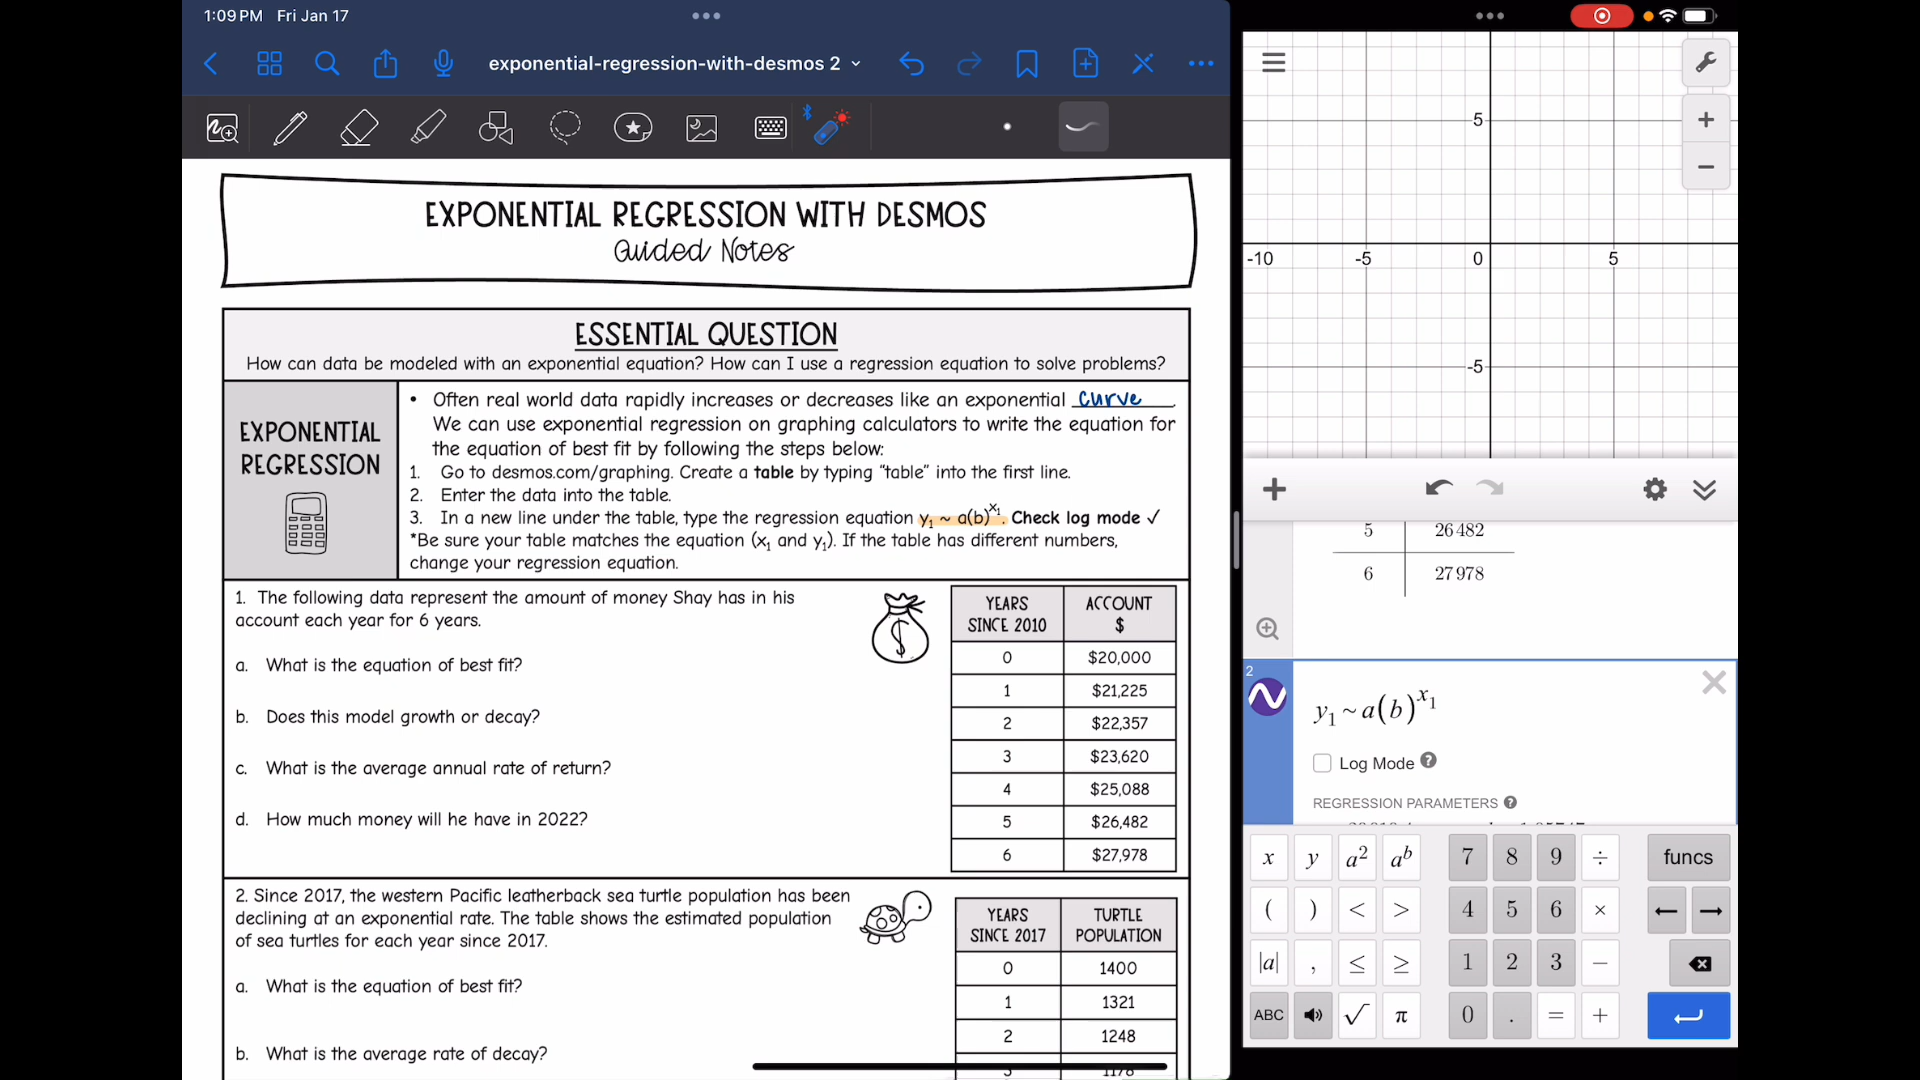 1:09 PM Fri Jan 17
exponential-regression-with-desmos 2
EXPONENTIAL REGRESSION WITH DESMOS
Guided Notes
ESSENTIAL QUESTION
How can data be modeled with an exponential equation? How can I use a regression equation to solve problems?
EXPONENTIAL
REGRESSION
• Often real world data rapidly increases or decreases like an exponential curve.
We can use exponential regression on graphing calculators to write the equation for
the equation of best fit by following the steps below:
1. Go to desmos.com/graphing. Create a table by typing "table" into the first line.
2. Enter the data into the table.
3. In a new line under the table, type the regression equation y₁ ~ a(b)^x₁. Check log mode ✓
*Be sure your table matches the equation (x₁ and y₁). If the table has different numbers,
change your regression equation.
1. The following data represent the amount of money Shay has in his
account each year for 6 years.
a. What is the equation of best fit?
b. Does this model growth or decay?
c. What is the average annual rate of return?
d. How much money will he have in 2022?
YEARS SINCE 2010 ACCOUNT $
0 $20,000
1 $21,225
2 $22,357
3 $23,620
4 $25,088
5 $26,482
6 $27,978
2. Since 2017, the western Pacific leatherback sea turtle population has been
declining at an exponential rate. The table shows the estimated population
of sea turtles for each year since 2017.
a. What is the equation of best fit?
b. What is the average rate of decay?
YEARS SINCE 2017 TURTLE POPULATION
0 1400
1 1321
2 1248
5
-10 -5 0 5
-5
5 26482
6 27978
2
y₁ ~ a(b)^x₁
Log Mode ?
REGRESSION PARAMETERS ?
x y a² aᵇ 7 8 9 ÷ funcs
( ) < > 4 5 6 × ← →
|a| , ≤ ≥ 1 2 3 −
ABC √ π 0 . = +